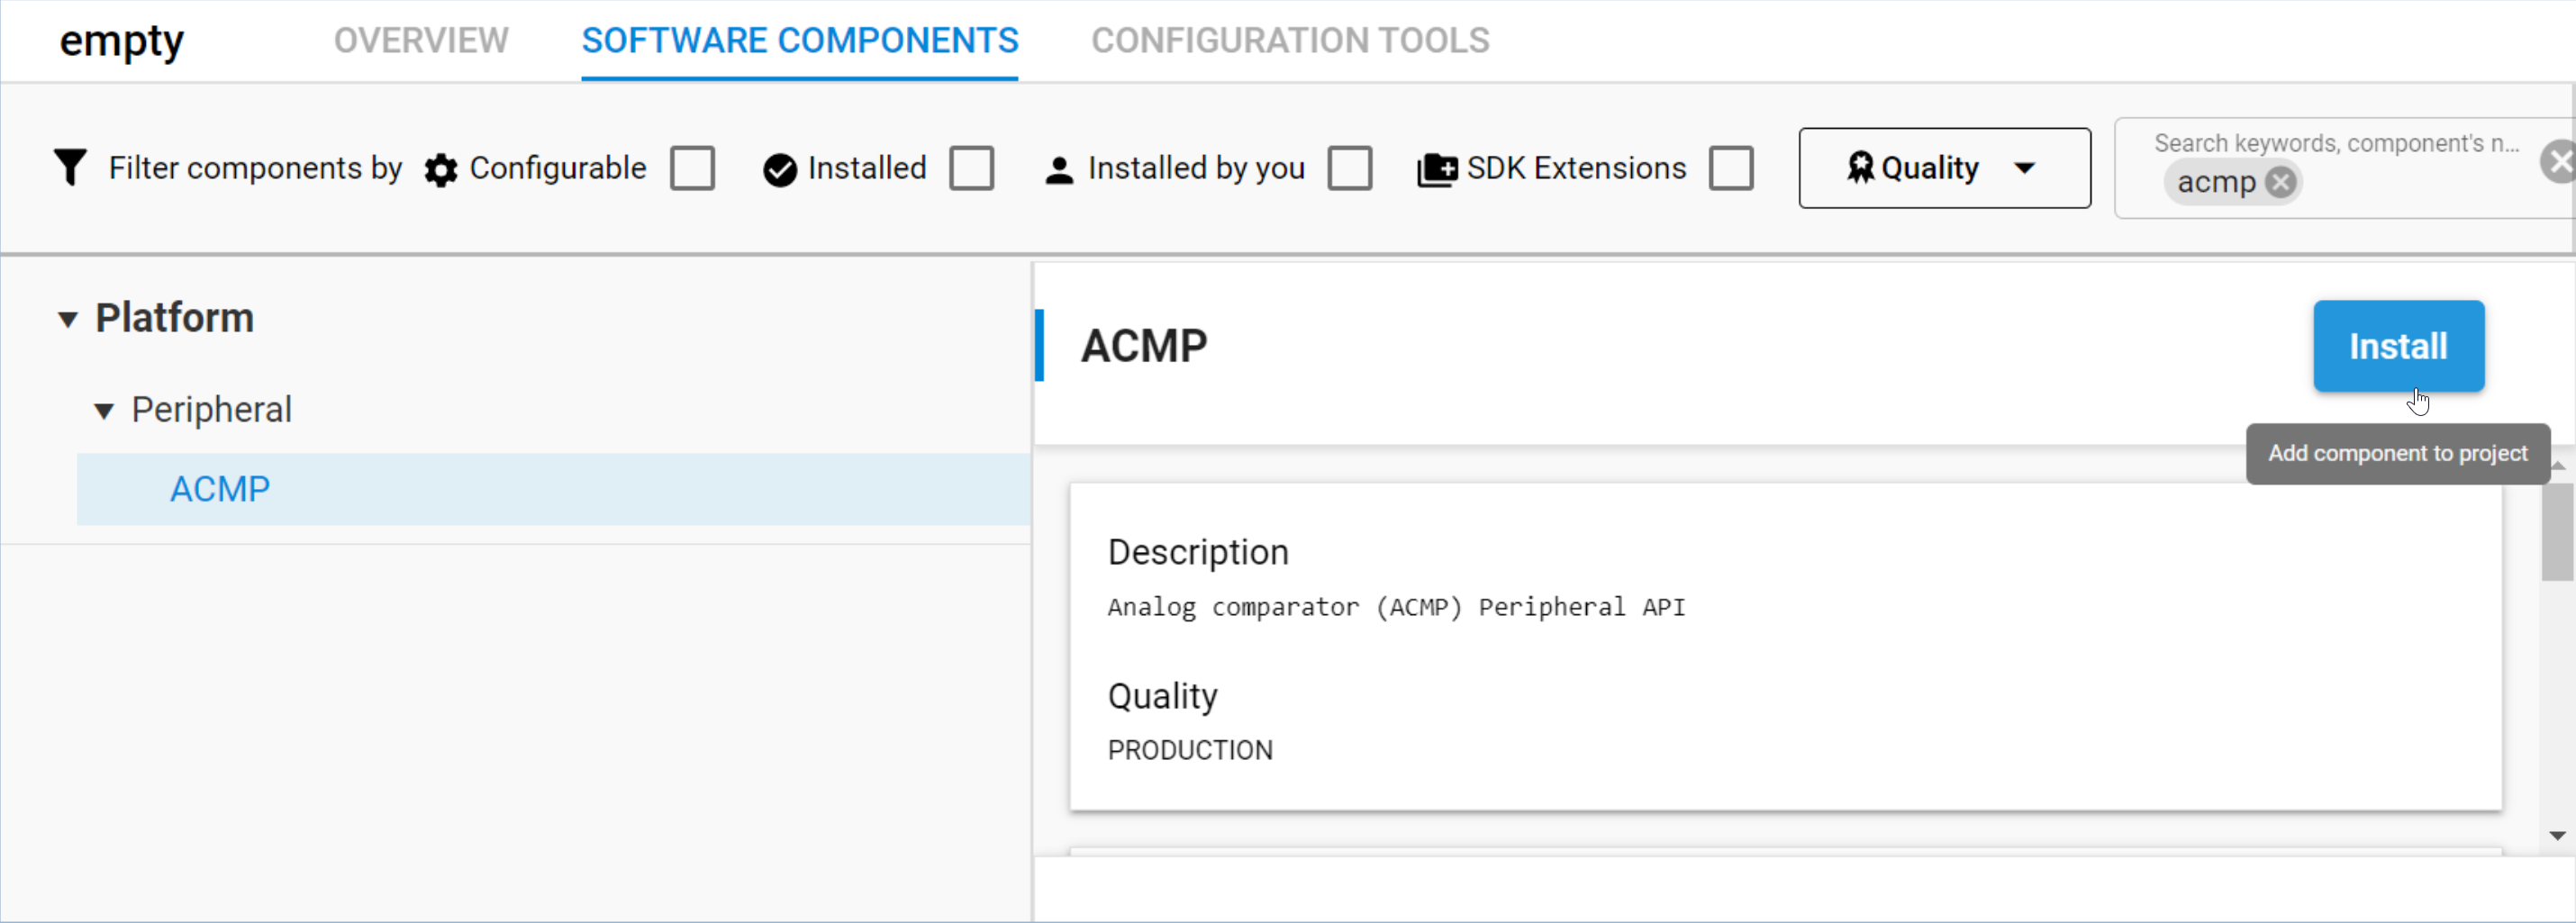 empty OVERVIEW SOFTWARE COMPONENTS CONFIGURATION TOOLS
Filter components by Configurable Installed Installed by you SDK Extensions Quality
Search keywords, component's n...
acmp
Platform
Peripheral
ACMP
ACMP
Install
Add component to project
Description
Analog comparator (ACMP) Peripheral API
Quality
PRODUCTION